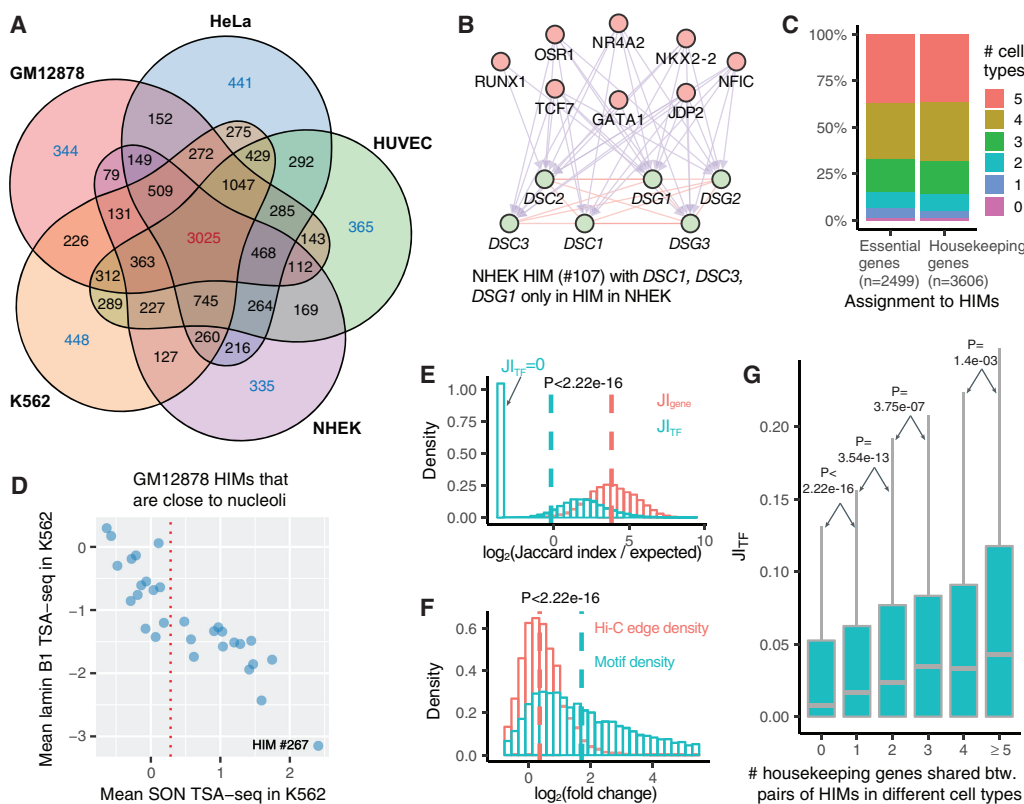 A
HeLa
GM12878
HUVEC
K562
NHEK
441
152
275
344
149
272
429
292
79
509
1047
131
285
365
226
3025
143
468
112
312
363
289
227
745
264
169
448
260
216
127
335
B
NR4A2
OSR1
NKX2-2
RUNX1
NFIC
TCF7
GATA1
JDP2
DSC2
DSG1
DSG2
DSC3
DSC1
DSG3
NHEK HIM (#107) with DSC1, DSC3,
DSG1 only in HIM in NHEK
C
100%
75%
50%
25%
0%
# cell
types
5
4
3
2
1
0
Essential
genes
(n=2499)
Housekeeping
genes
(n=3606)
Assignment to HIMs
D
GM12878 HIMs that
are close to nucleoli
Mean lamin B1 TSA-seq in K562
0
−1
−2
−3
HIM #267
0
1
2
Mean SON TSA-seq in K562
E
JITF=0
P<2.22e-16
JIgene
JITF
Density
1.00
0.75
0.50
0.25
0.00
0
5
10
log2(Jaccard index / expected)
F
P<2.22e-16
Hi-C edge density
Motif density
Density
0.6
0.4
0.2
0.0
0
2
4
log2(fold change)
G
P=
1.4e-03
P=
3.75e-07
P=
3.54e-13
P<
2.22e-16
JITF
0.20
0.15
0.10
0.05
0.00
0
1
2
3
4
≥5
# housekeeping genes shared btw.
pairs of HIMs in different cell types